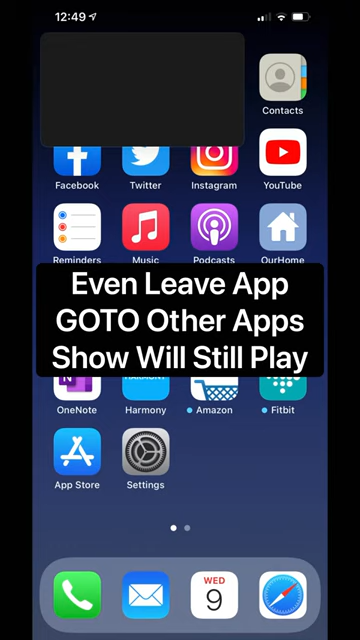 12:49
Contacts
Facebook
Twitter
Instagram
YouTube
Reminders
Music
Podcasts
OurHome
Even Leave App
GOTO Other Apps
Show Will Still Play
OneNote
Harmony
Amazon
Fitbit
App Store
Settings
WED
9